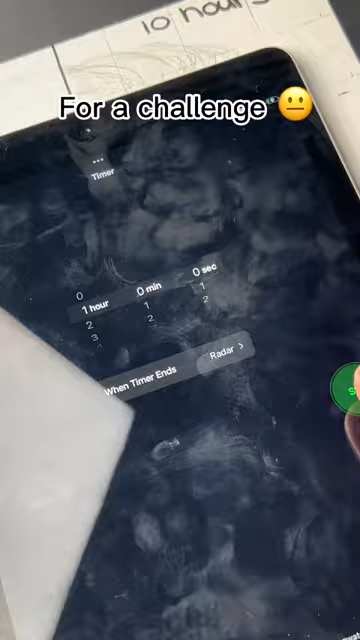 10 hours
For a challenge 😐
Timer
0
1 hour 0 min 0 sec
2 1 1
3 2 2
When Timer Ends Radar >